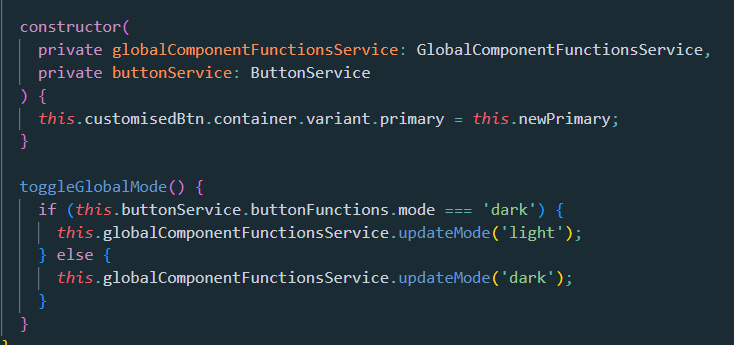 constructor(
private globalComponentFunctionsService: GlobalComponentFunctionsService,
private buttonService: ButtonService
) {
this.customisedBtn.container.variant.primary = this.newPrimary;
}
toggleGlobalMode() {
if (this.buttonService.buttonFunctions.mode === 'dark') {
this.globalComponentFunctionsService.updateMode('light');
} else {
this.globalComponentFunctionsService.updateMode('dark');
}
}
}